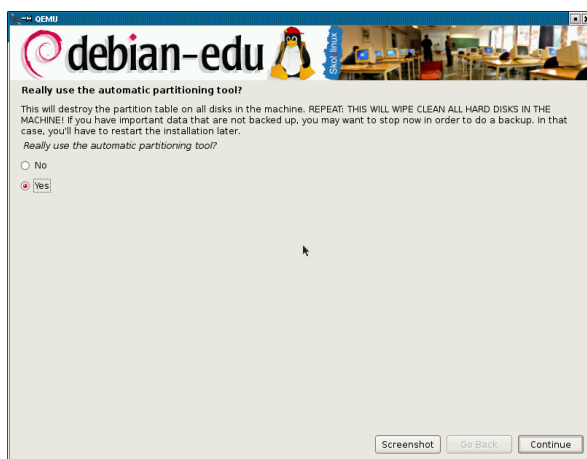 QEMU
debian-edu
Skolelinux
Really use the automatic partitioning tool?
This will destroy the partition table on all disks in the machine. REPEAT: THIS WILL WIPE CLEAN ALL HARD DISKS IN THE
MACHINE! If you have important data that are not backed up, you may want to stop now in order to do a backup. In that
case, you'll have to restart the installation later.
Really use the automatic partitioning tool?
No
Yes
Screenshot
Go Back
Continue